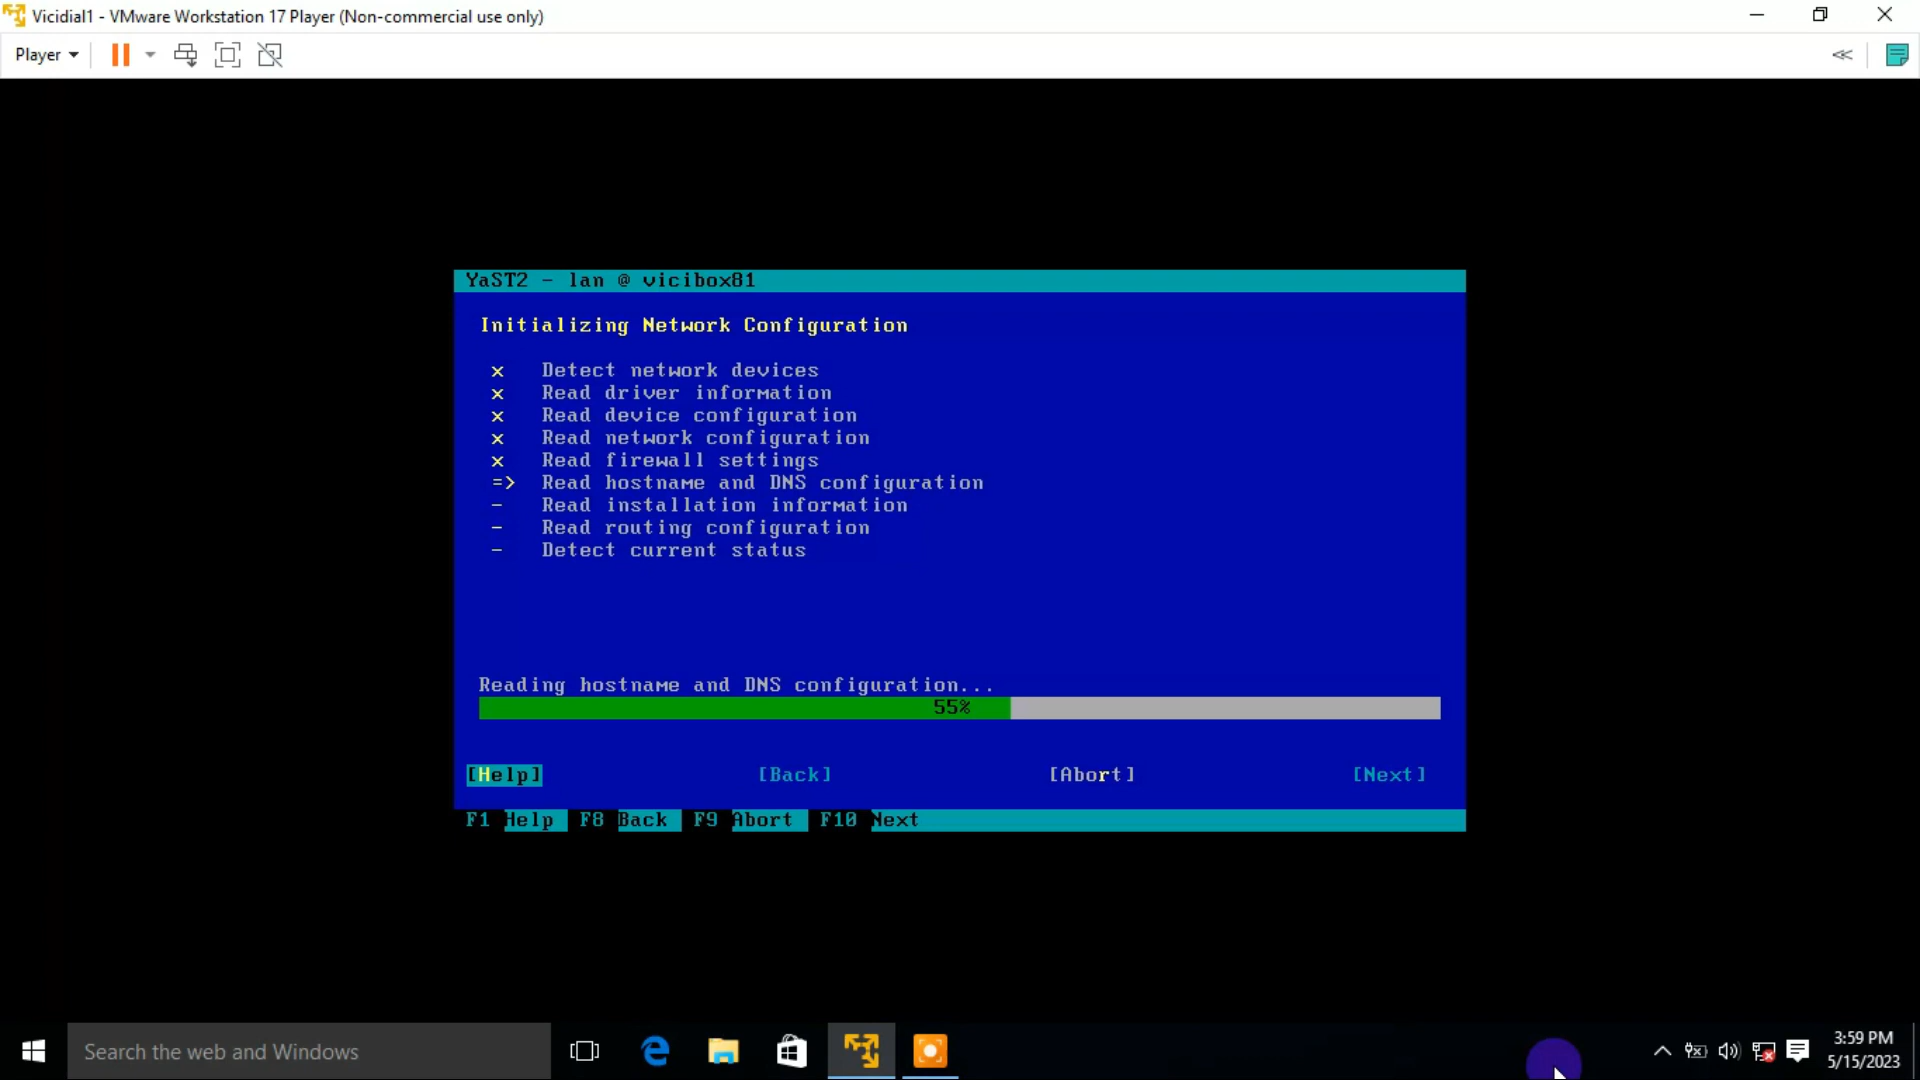 Vicidial1 - VMware Workstation 17 Player (Non-commercial use only)
Player
YaST2 - lan @ vicibox81
Initializing Network Configuration
x Detect network devices
x Read driver information
x Read device configuration
x Read network configuration
x Read firewall settings
=> Read hostname and DNS configuration
- Read installation information
- Read routing configuration
- Detect current status
Reading hostname and DNS configuration...
55%
[Help] [Back] [Abort] [Next]
F1 Help F8 Back F9 Abort F10 Next
Search the web and Windows
3:59 PM
5/15/2023